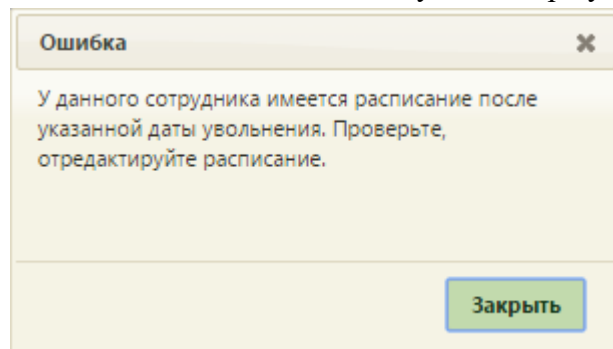 Ошибка
У данного сотрудника имеется расписание после
указанной даты увольнения. Проверьте,
отредактируйте расписание.
Закрыть